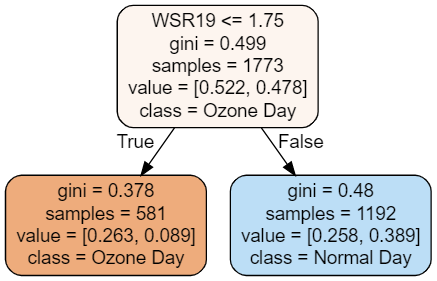 WSR19 <= 1.75
gini = 0.499
samples = 1773
value = [0.522, 0.478]
class = Ozone Day
True
False
gini = 0.378
samples = 581
value = [0.263, 0.089]
class = Ozone Day
gini = 0.48
samples = 1192
value = [0.258, 0.389]
class = Normal Day